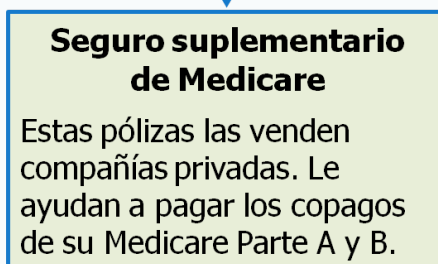 Seguro suplementario
de Medicare
Estas pólizas las venden
compañías privadas. Le
ayudan a pagar los copagos
de su Medicare Parte A y B.